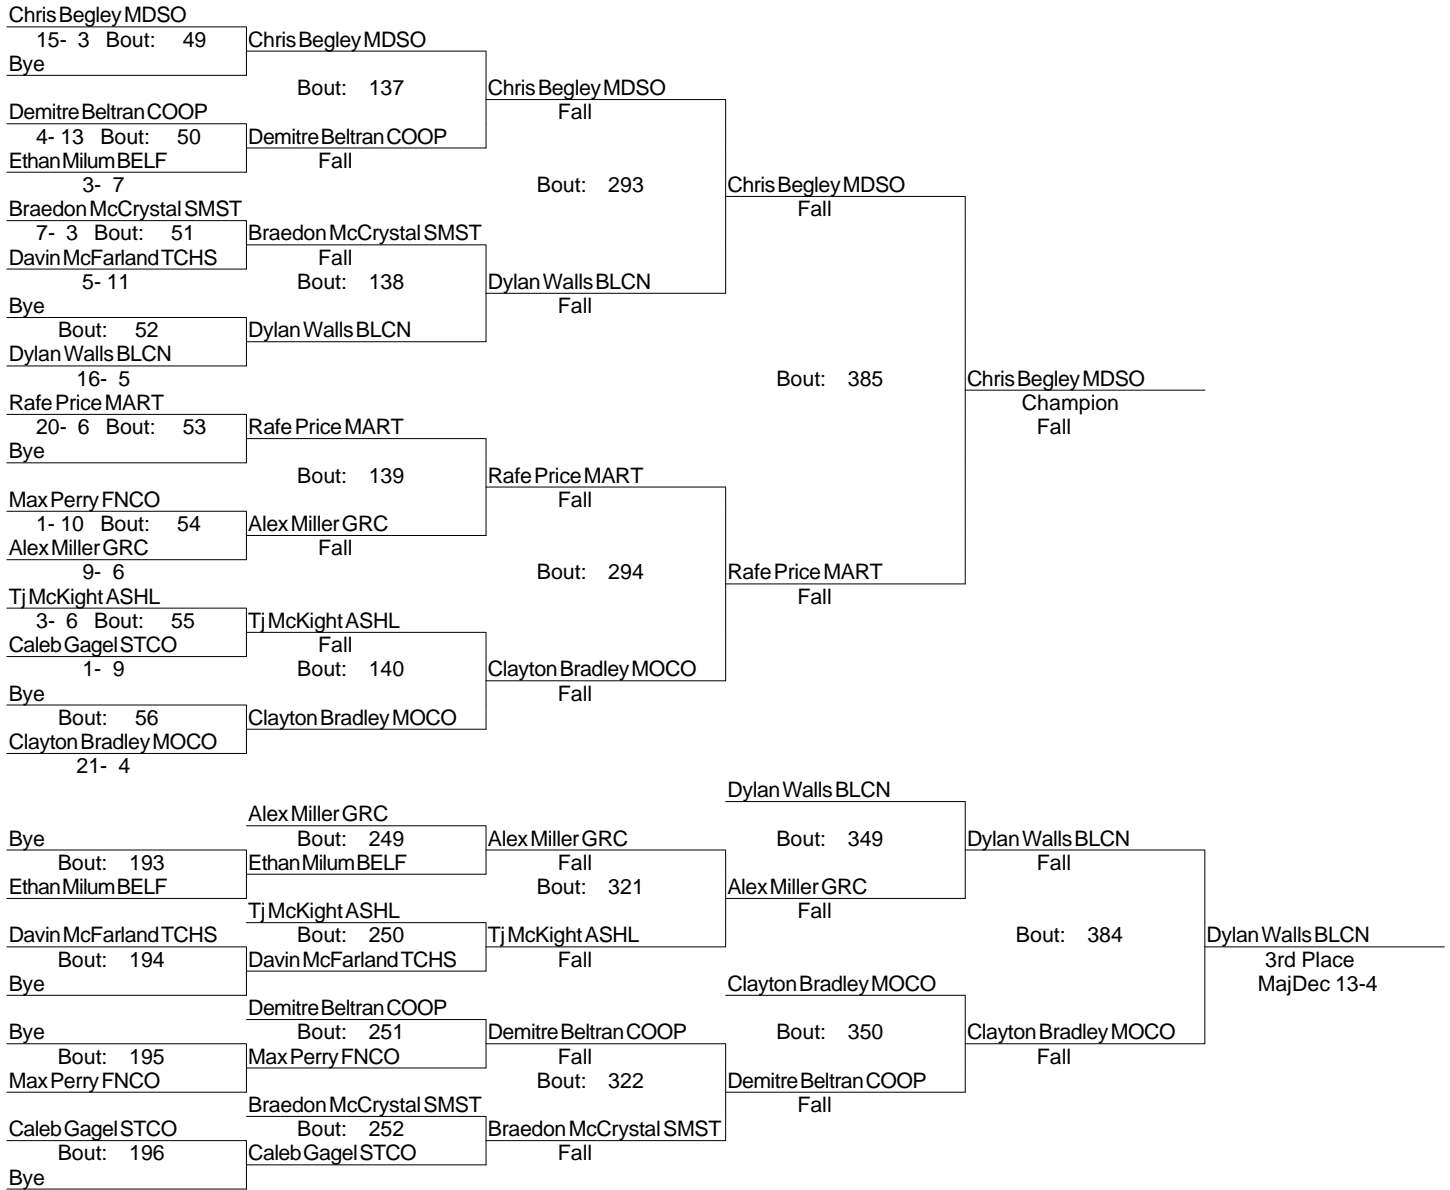 Chris Begley MDSO
15- 3 Bout: 49 Chris Begley MDSO
Bye
Bout: 137 Chris Begley MDSO
Demitre Beltran COOP Fall
4- 13 Bout: 50 Demitre Beltran COOP
Ethan Milum BELF Fall
3- 7 Bout: 293 Chris Begley MDSO
Braedon McCrystal SMST Fall
7- 3 Bout: 51 Braedon McCrystal SMST
Davin McFarland TCHS Fall
5- 11 Bout: 138 Dylan Walls BLCN
Bye Fall
Bout: 52 Dylan Walls BLCN
Dylan Walls BLCN
16- 5 Bout: 385 Chris Begley MDSO
Rafe Price MART Champion
20- 6 Bout: 53 Rafe Price MART Fall
Bye
Bout: 139 Rafe Price MART
Max Perry FNCO Fall
1- 10 Bout: 54 Alex Miller GRC
Alex Miller GRC Fall
9- 6 Bout: 294 Rafe Price MART
Tj McKight ASHL Fall
3- 6 Bout: 55 Tj McKight ASHL
Caleb Gagel STCO Fall
1- 9 Bout: 140 Clayton Bradley MOCO
Bye Fall
Bout: 56 Clayton Bradley MOCO
Clayton Bradley MOCO
21- 4
Dylan Walls BLCN
Alex Miller GRC
Bye Bout: 249 Alex Miller GRC Bout: 349 Dylan Walls BLCN
Bout: 193 Ethan Milum BELF Fall Fall
Ethan Milum BELF Bout: 321 Alex Miller GRC
Tj McKight ASHL Fall
Davin McFarland TCHS Bout: 250 Tj McKight ASHL Bout: 384 Dylan Walls BLCN
Bout: 194 Davin McFarland TCHS Fall 3rd Place
Bye Clayton Bradley MOCO MajDec 13-4
Demitre Beltran COOP
Bye Bout: 251 Demitre Beltran COOP Bout: 350 Clayton Bradley MOCO
Bout: 195 Max Perry FNCO Fall Fall
Max Perry FNCO Bout: 322 Demitre Beltran COOP
Braedon McCrystal SMST Fall
Caleb Gagel STCO Bout: 252 Braedon McCrystal SMST
Bout: 196 Caleb Gagel STCO Fall
Bye